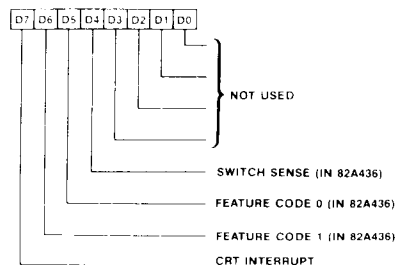 D7 D6 D5 D4 D3 D2 D1 D0
NOT USED
SWITCH SENSE (IN 82A436)
FEATURE CODE 0 (IN 82A436)
FEATURE CODE 1 (IN 82A436)
CRT INTERRUPT